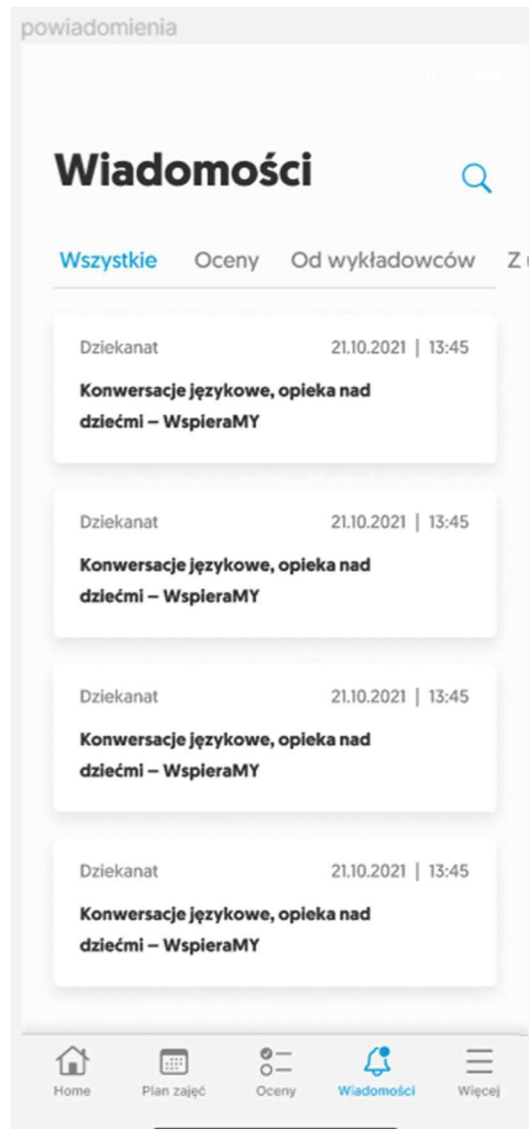 powiadomienia
Wiadomości
Wszystkie Oceny Od wykładowców Z
Dziekanat 21.10.2021 | 13:45
Konwersacje językowe, opieka nad
dziećmi – WspieraMY
Dziekanat 21.10.2021 | 13:45
Konwersacje językowe, opieka nad
dziećmi – WspieraMY
Dziekanat 21.10.2021 | 13:45
Konwersacje językowe, opieka nad
dziećmi – WspieraMY
Dziekanat 21.10.2021 | 13:45
Konwersacje językowe, opieka nad
dziećmi – WspieraMY
Home Plan zajęć Oceny Wiadomości Więcej